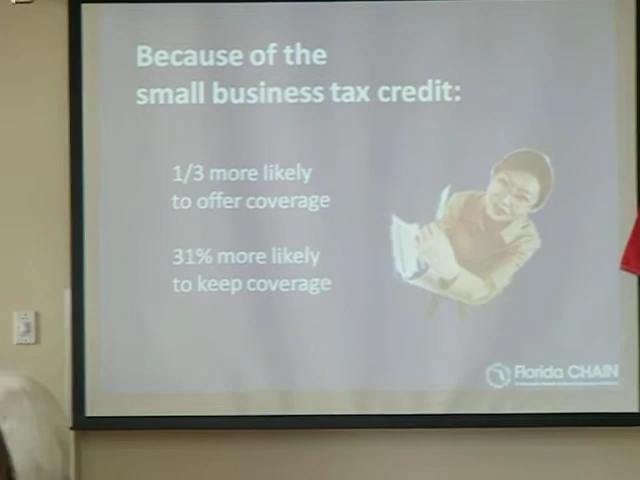 Because of the
small business tax credit:
1/3 more likely
to offer coverage
31% more likely
to keep coverage
Florida CHAIN